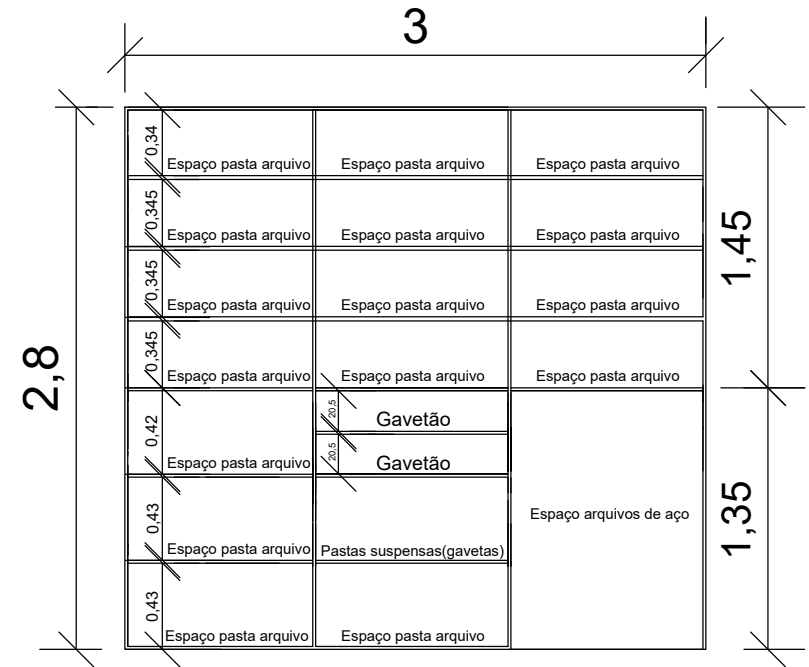 3
0,34
Espaço pasta arquivo Espaço pasta arquivo Espaço pasta arquivo
0,345
Espaço pasta arquivo Espaço pasta arquivo Espaço pasta arquivo
1,45
0,345
Espaço pasta arquivo Espaço pasta arquivo Espaço pasta arquivo
0,345
Espaço pasta arquivo Espaço pasta arquivo Espaço pasta arquivo
2,8
20,5
Gavetão
0,42
20,5
Gavetão
Espaço pasta arquivo
Espaço arquivos de aço
1,35
0,43
Espaço pasta arquivo Pastas suspensas(gavetas)
0,43
Espaço pasta arquivo Espaço pasta arquivo